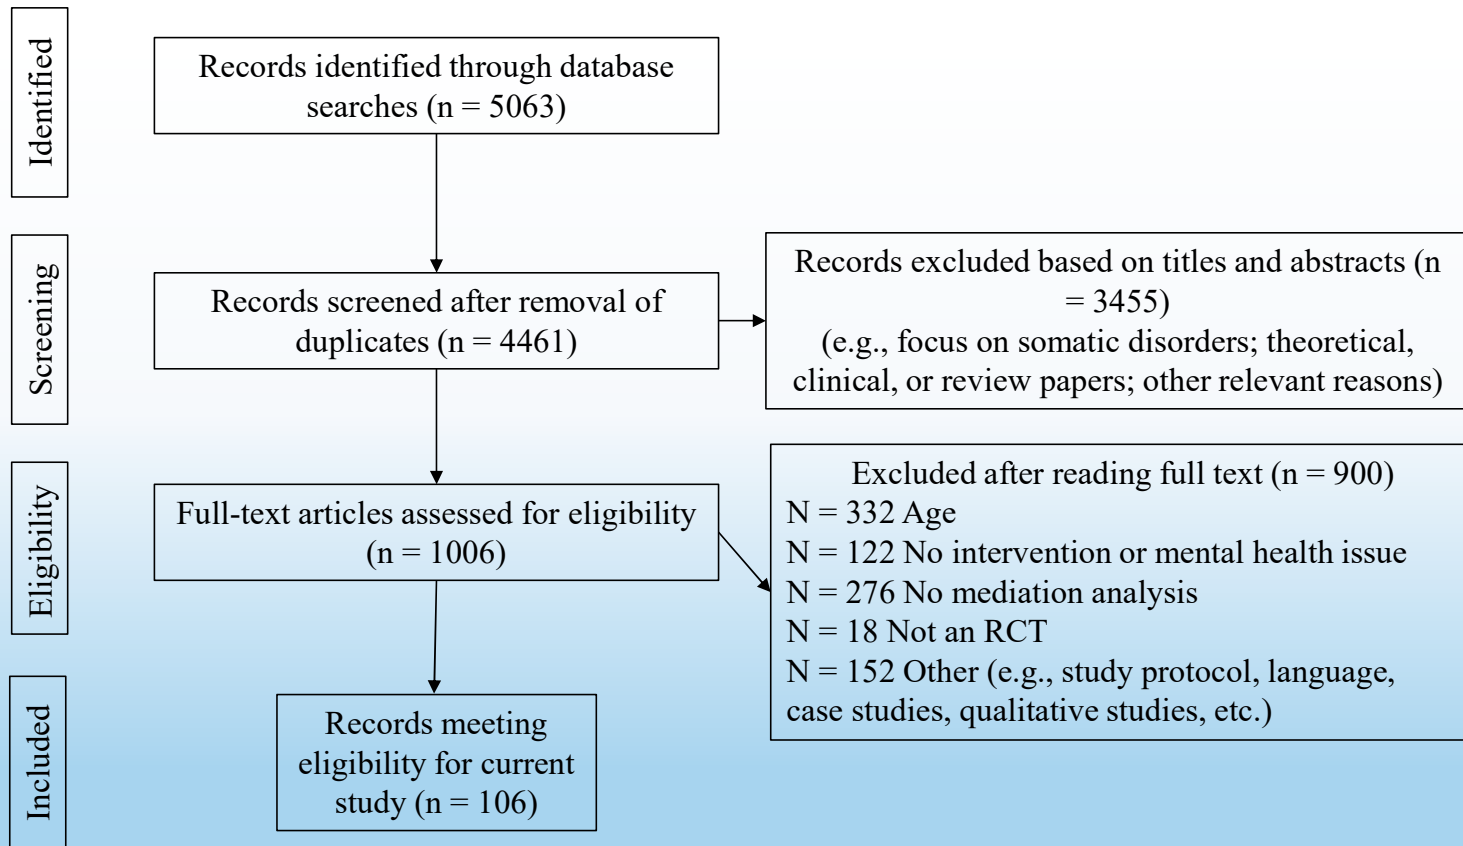 Identified
Records identified through database
searches (n = 5063)
Screening
Records screened after removal of
duplicates (n = 4461)
Records excluded based on titles and abstracts (n
= 3455)
(e.g., focus on somatic disorders; theoretical,
clinical, or review papers; other relevant reasons)
Eligibility
Full-text articles assessed for eligibility
(n = 1006)
Excluded after reading full text (n = 900)
N = 332 Age
N = 122 No intervention or mental health issue
N = 276 No mediation analysis
N = 18 Not an RCT
N = 152 Other (e.g., study protocol, language,
case studies, qualitative studies, etc.)
Included
Records meeting
eligibility for current
study (n = 106)